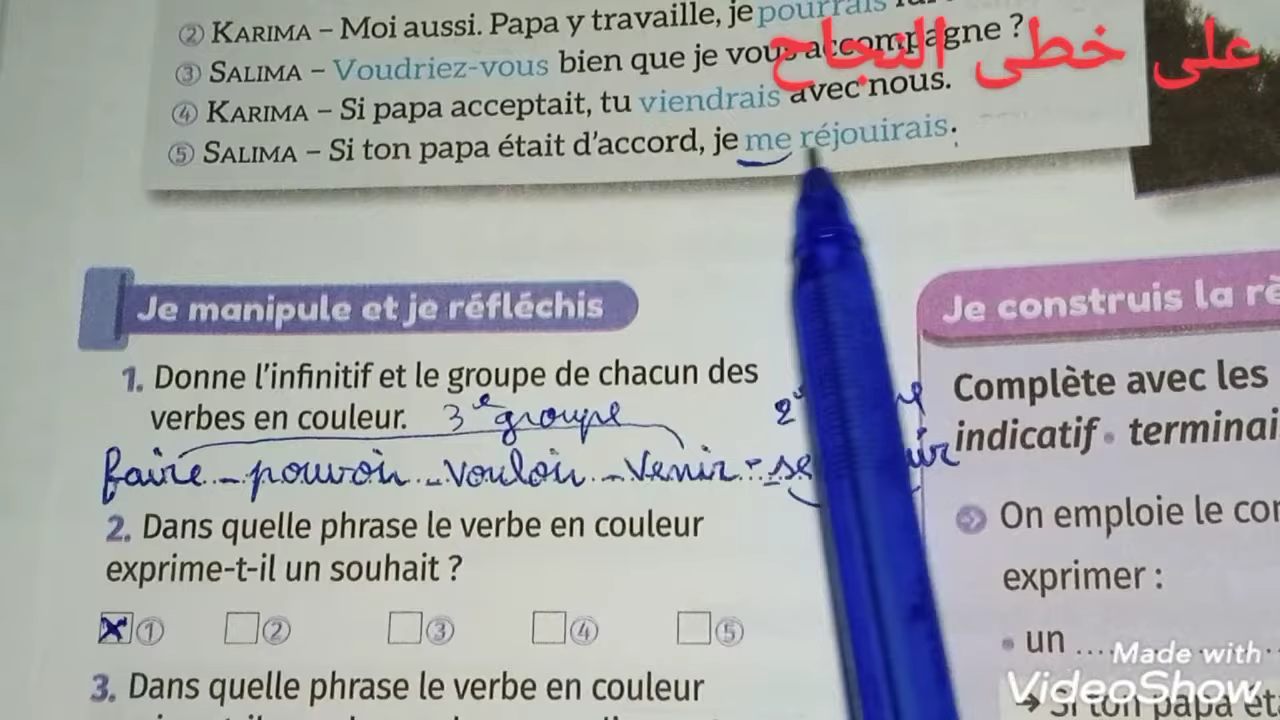 ② KARIMA – Moi aussi. Papa y travaille, je pourrais
③ SALIMA – Voudriez-vous bien que je vous accompagne ?
على خطى النجاح
④ KARIMA – Si papa acceptait, tu viendrais avec nous.
⑤ SALIMA – Si ton papa était d'accord, je me réjouirais.
Je manipule et je réfléchis
1. Donne l'infinitif et le groupe de chacun des
verbes en couleur. 3e groupe
faire - pouvoir - vouloir - venir - se
2. Dans quelle phrase le verbe en couleur
exprime-t-il un souhait ?
① ② ③ ④ ⑤
3. Dans quelle phrase le verbe en couleur
Je construis la
Complète avec les
indicatif • terminai
On emploie le con
exprimer :
• un ....
→ Si ton papa éta
Made with
VideoShow